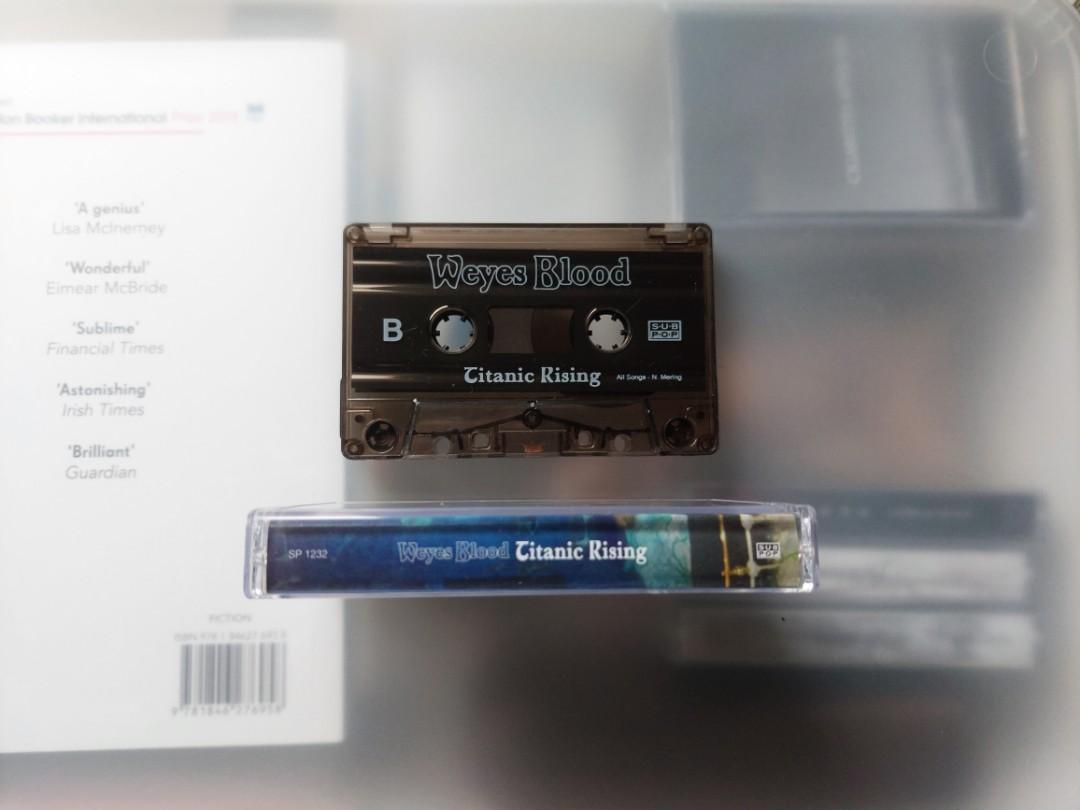 Booker International Prize
'A genius'
Lisa McInerney
'Wonderful'
Eimear McBride
'Sublime'
Financial Times
'Astonishing'
Irish Times
'Brilliant'
Guardian
FICTION
Weyes Blood
B
SUB
POP
Titanic Rising
All Songs - N. Mering
SP 1232
Weyes Blood Titanic Rising
SUB
POP